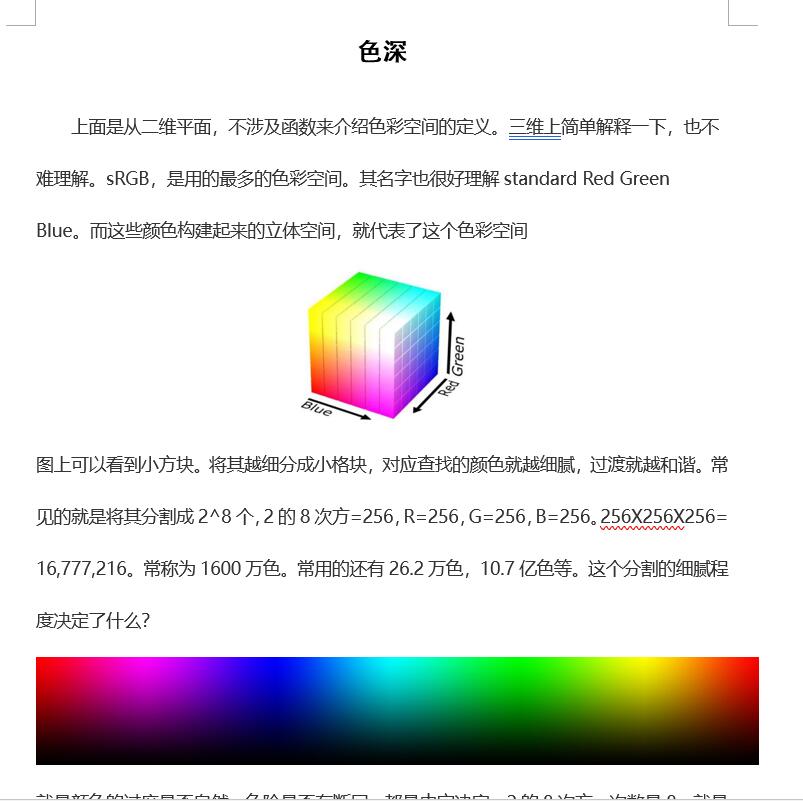 色深
上面是从二维平面，不涉及函数来介绍色彩空间的定义。三维上简单解释一下，也不
难理解。sRGB，是用的最多的色彩空间。其名字也很好理解 standard Red Green
Blue。而这些颜色构建起来的立体空间，就代表了这个色彩空间
Green
Red
Blue
图上可以看到小方块。将其越细分成小格块，对应查找的颜色就越细腻，过渡就越和谐。常
见的就是将其分割成 2^8 个，2 的 8 次方=256，R=256，G=256，B=256。256X256X256=
16,777,216。常称为 1600 万色。常用的还有 26.2 万色，10.7 亿色等。这个分割的细腻程
度决定了什么？